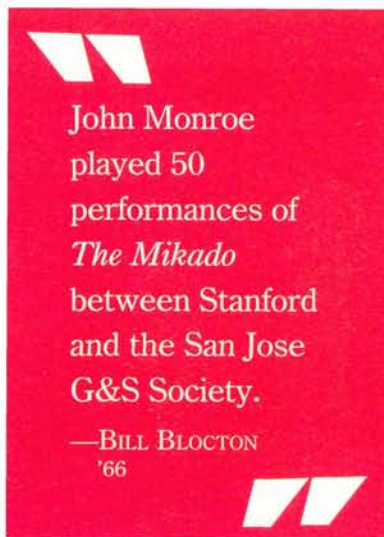 John Monroe
played 50
performances of
The Mikado
between Stanford
and the San Jose
G&S Society.
—BILL BLOCTON
'66